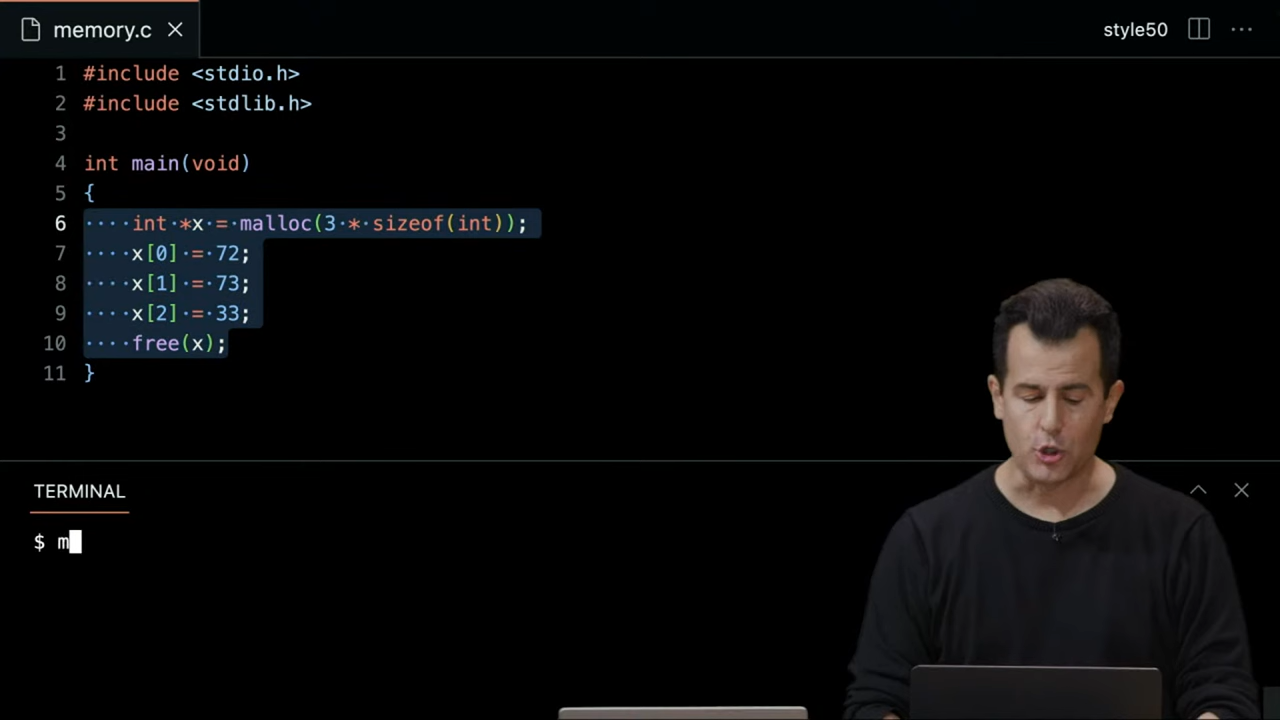 memory.c
style50
1 #include <stdio.h>
2 #include <stdlib.h>
3
4 int main(void)
5 {
6 ····int·*x·=·malloc(3·*·sizeof(int));
7 ····x[0]·=·72;
8 ····x[1]·=·73;
9 ····x[2]·=·33;
10 ····free(x);
11 }
TERMINAL
$ m